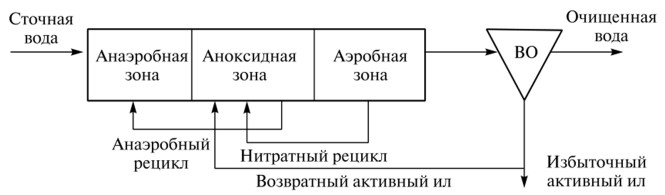 Сточная
вода
Анаэробная
зона
Аноксидная
зона
Аэробная
зона
ВО
Очищенная
вода
Анаэробный
рецикл
Нитратный рецикл
Возвратный активный ил
Избыточный
активный ил